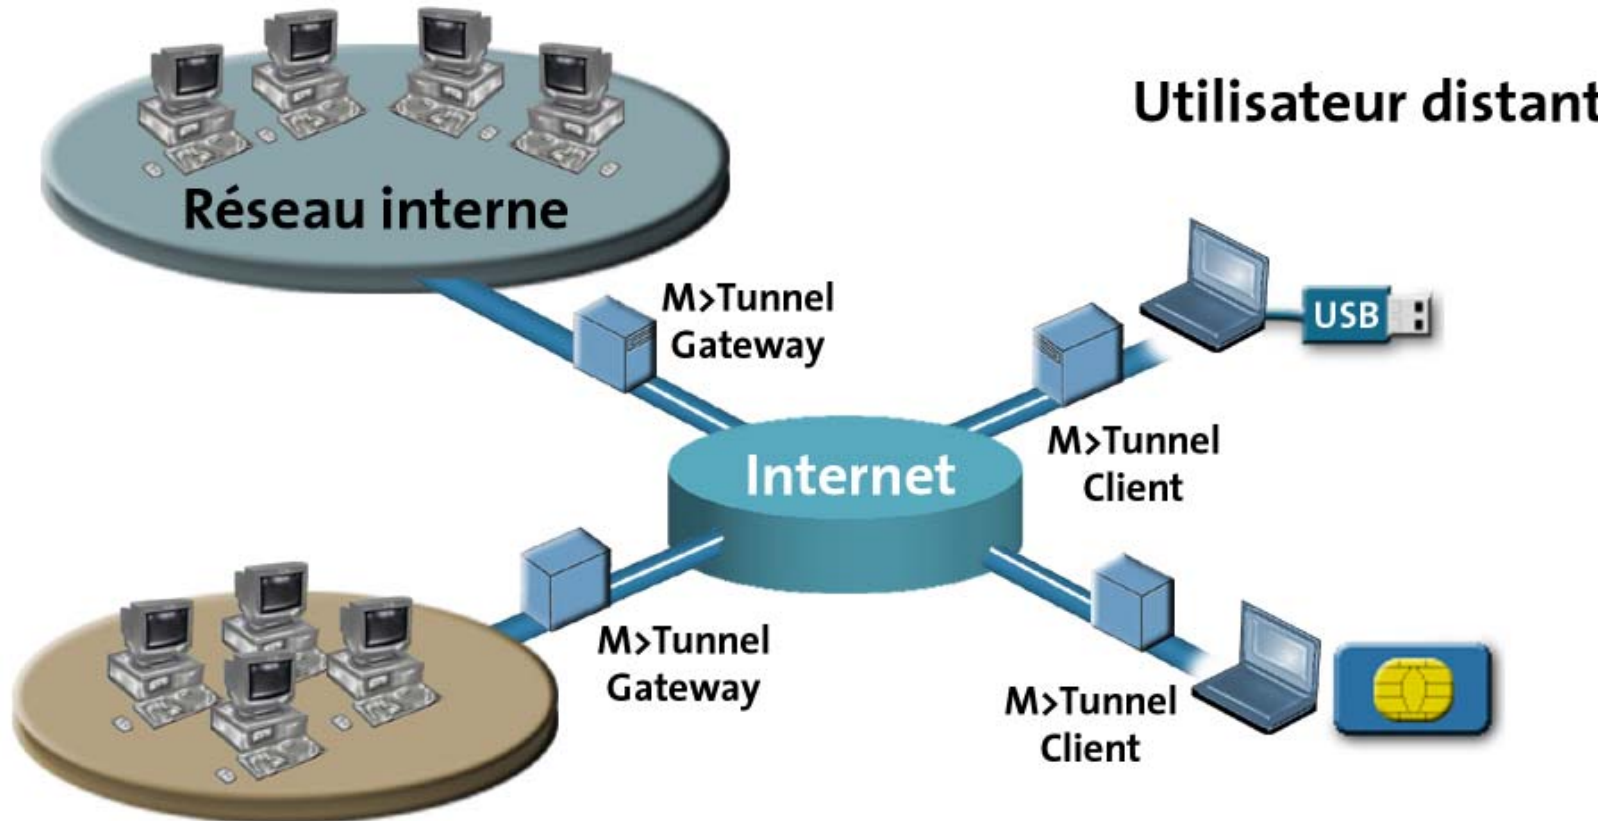 Utilisateur distant
Réseau interne
M>Tunnel
Gateway
USB
M>Tunnel
Client
Internet
M>Tunnel
Gateway
M>Tunnel
Client